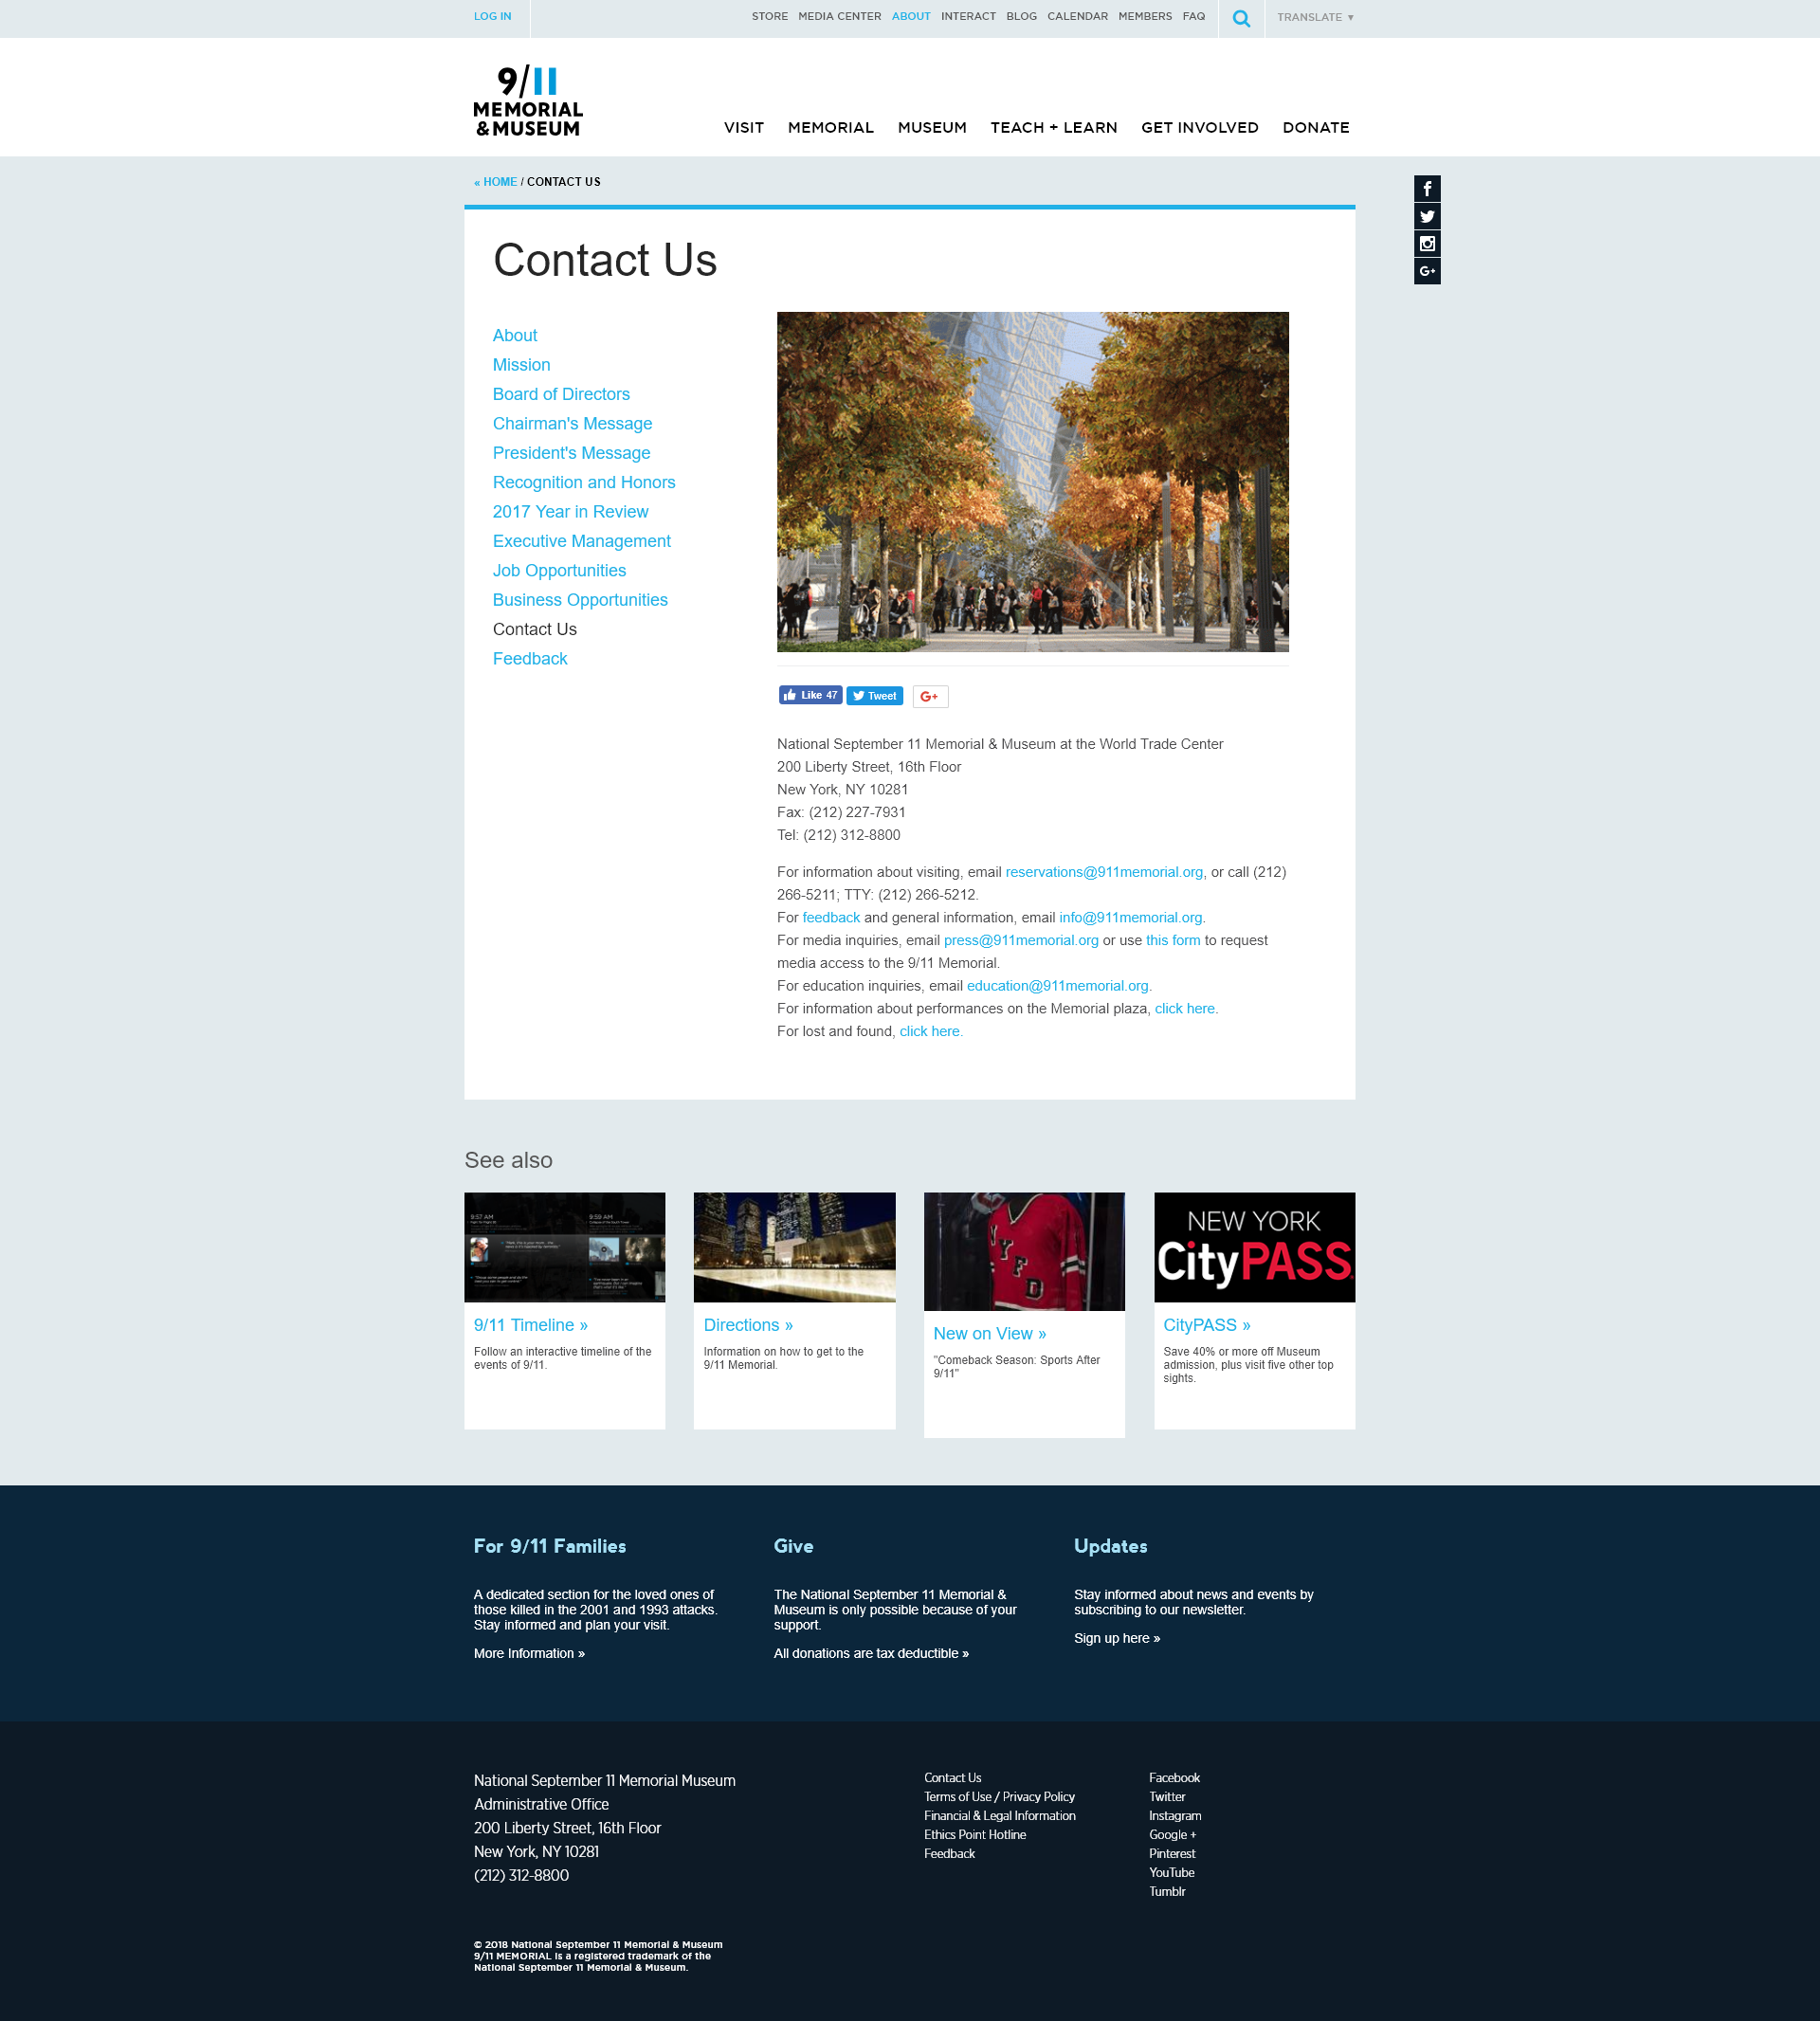 LOG IN
STORE MEDIA CENTER ABOUT INTERACT BLOG CALENDAR MEMBERS FAQ
TRANSLATE ▼
9/11
MEMORIAL
&MUSEUM
VISIT MEMORIAL MUSEUM TEACH + LEARN GET INVOLVED DONATE
« HOME / CONTACT US
Contact Us
About
Mission
Board of Directors
Chairman's Message
President's Message
Recognition and Honors
2017 Year in Review
Executive Management
Job Opportunities
Business Opportunities
Contact Us
Feedback
Like 47
Tweet
G+
National September 11 Memorial & Museum at the World Trade Center
200 Liberty Street, 16th Floor
New York, NY 10281
Fax: (212) 227-7931
Tel: (212) 312-8800
For information about visiting, email reservations@911memorial.org, or call (212)
266-5211; TTY: (212) 266-5212.
For feedback and general information, email info@911memorial.org.
For media inquiries, email press@911memorial.org or use this form to request
media access to the 9/11 Memorial.
For education inquiries, email education@911memorial.org.
For information about performances on the Memorial plaza, click here.
For lost and found, click here.
See also
9:57 AM
9:59 AM
NYFD
NEW YORK
CityPASS
9/11 Timeline »
Follow an interactive timeline of the
events of 9/11.
Directions »
Information on how to get to the
9/11 Memorial.
New on View »
"Comeback Season: Sports After
9/11"
CityPASS »
Save 40% or more off Museum
admission, plus visit five other top
sights.
For 9/11 Families
A dedicated section for the loved ones of
those killed in the 2001 and 1993 attacks.
Stay informed and plan your visit.
More Information »
Give
The National September 11 Memorial &
Museum is only possible because of your
support.
All donations are tax deductible »
Updates
Stay informed about news and events by
subscribing to our newsletter.
Sign up here »
National September 11 Memorial Museum
Administrative Office
200 Liberty Street, 16th Floor
New York, NY 10281
(212) 312-8800
Contact Us
Terms of Use / Privacy Policy
Financial & Legal Information
Ethics Point Hotline
Feedback
Facebook
Twitter
Instagram
Google +
Pinterest
YouTube
Tumblr
© 2018 National September 11 Memorial & Museum
9/11 MEMORIAL is a registered trademark of the
National September 11 Memorial & Museum.